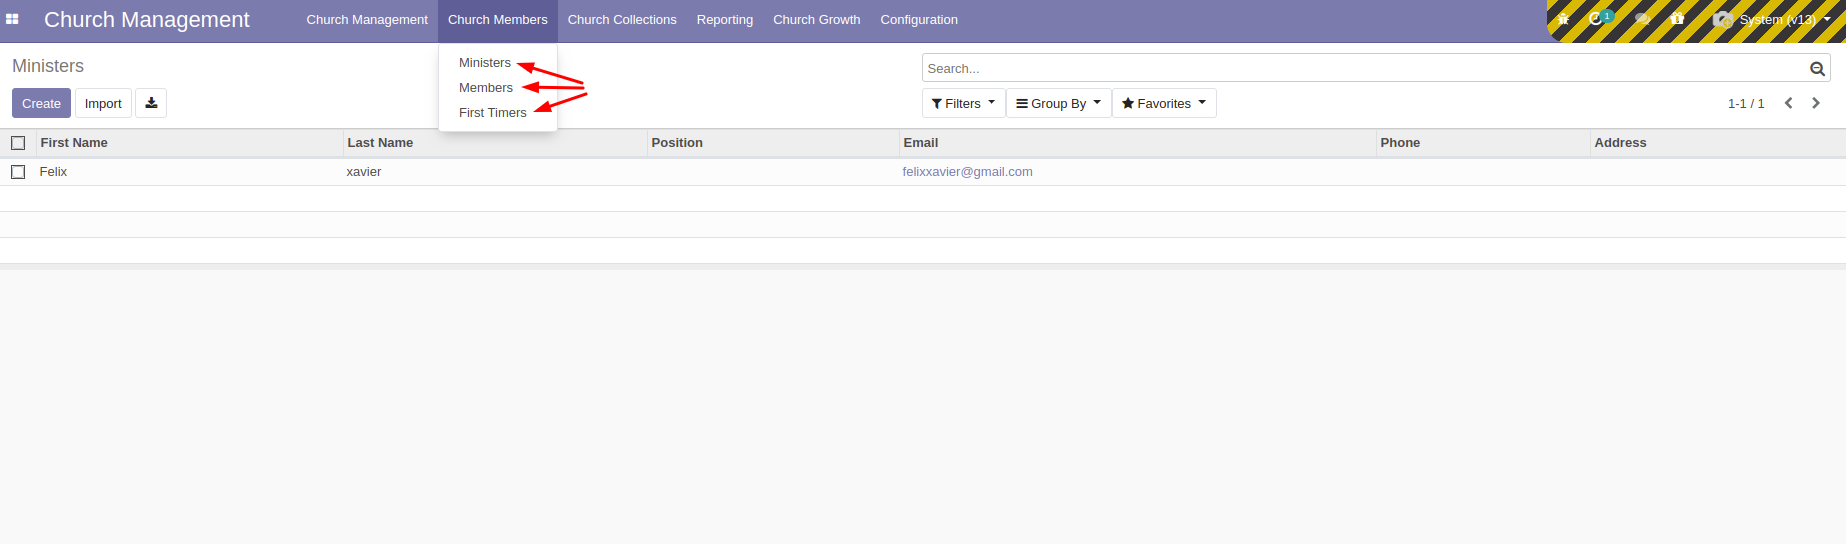 Church Management
Church Management Church Members Church Collections Reporting Church Growth Configuration
1 System (v13)
Ministers
Members
First Timers
Ministers
Search...
Create Import
Filters Group By Favorites
1-1 / 1
First Name Last Name Position Email Phone Address
Felix xavier felixxavier@gmail.com